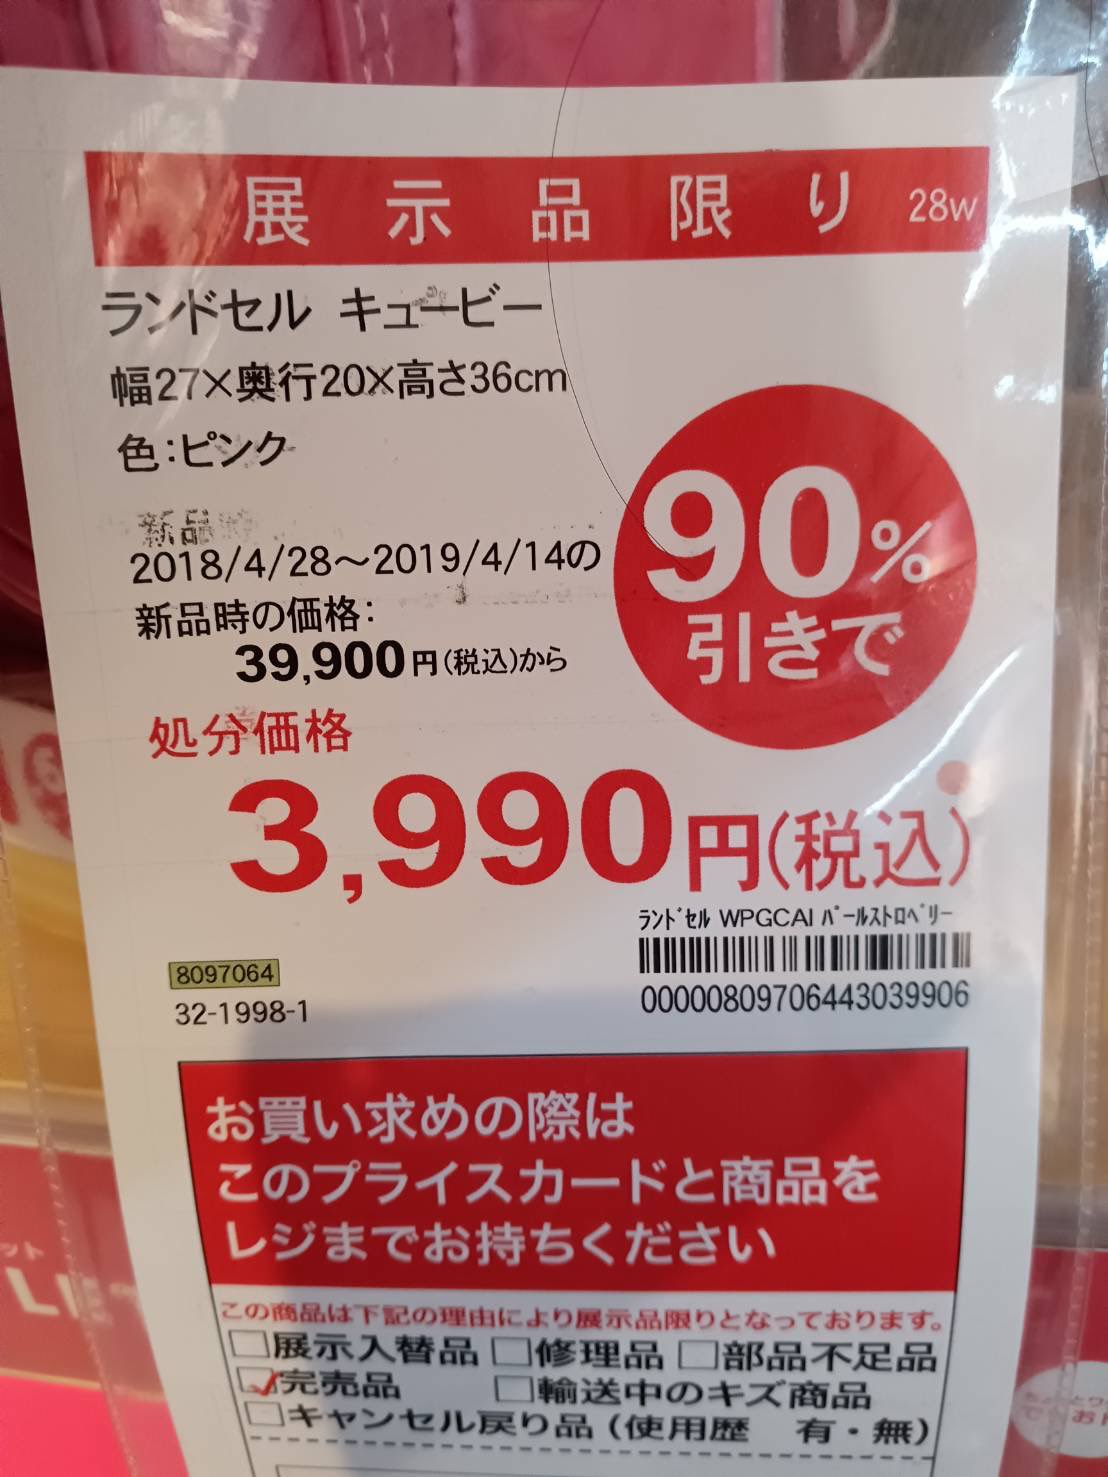 展示品限り 28w
ランドセル キュービー
幅27×奥行20×高さ36cm
色:ピンク
新品時
2018/4/28~2019/4/14の
新品時の価格:
39,900円(税込)から
90%
引きで
処分価格
3,990円(税込)
ﾗﾝﾄﾞｾﾙ WPGCAI ﾊﾟｰﾙｽﾄﾛﾍﾞﾘｰ
8097064
32-1998-1
00000809706443039906
お買い求めの際は
このプライスカードと商品を
レジまでお持ちください
この商品は下記の理由により展示品限りとなっております。
□展示入替品 □修理品 □部品不足品
☑完売品 □輸送中のキズ商品
□キャンセル戻り品(使用歴 有・無)
ット
LE